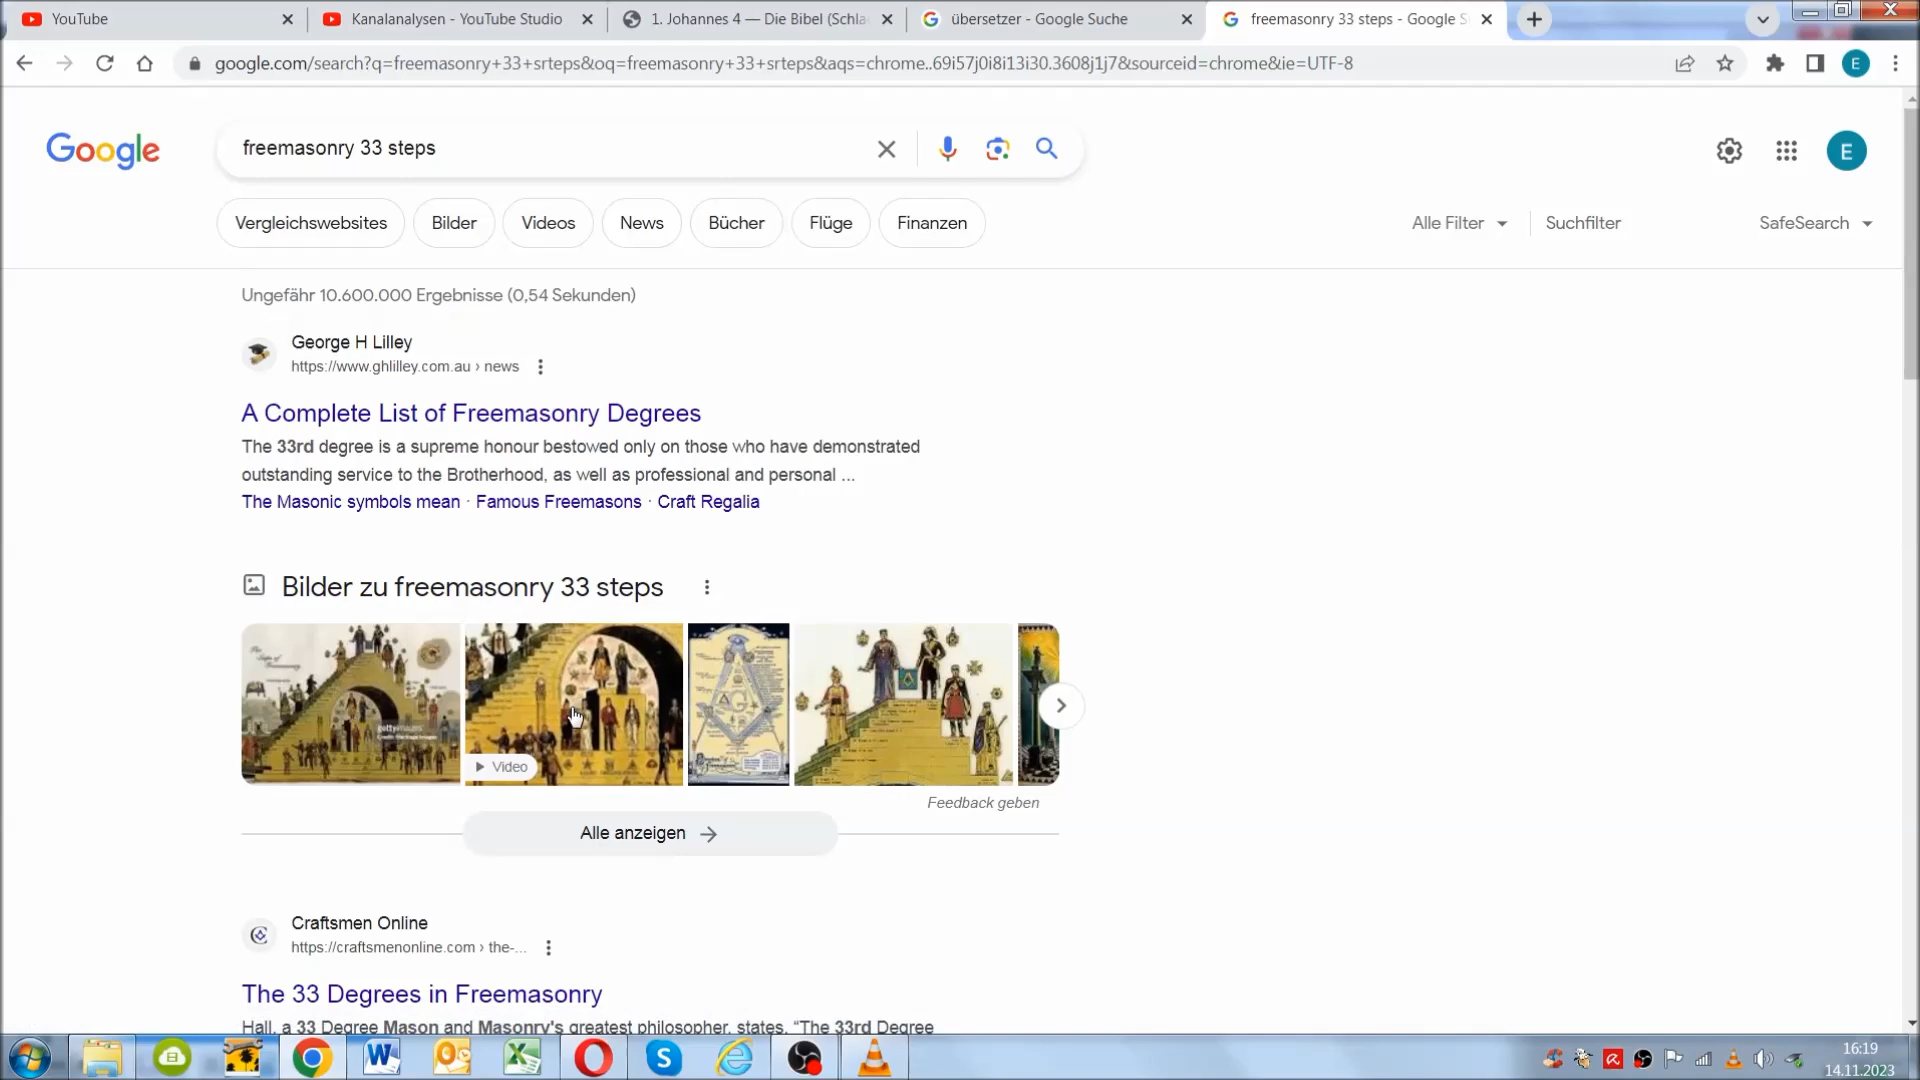 YouTube
Kanalanalysen - YouTube Studio
1. Johannes 4 — Die Bibel (Schla
übersetzer - Google Suche
freemasonry 33 steps - Google S
google.com/search?q=freemasonry+33+srteps&oq=freemasonry+33+srteps&aqs=chrome..69i57j0i8i13i30.3608j1j7&sourceid=chrome&ie=UTF-8
E
Google
freemasonry 33 steps
E
Vergleichswebsites
Bilder
Videos
News
Bücher
Flüge
Finanzen
Alle Filter
Suchfilter
SafeSearch
Ungefähr 10.600.000 Ergebnisse (0,54 Sekunden)
George H Lilley
https://www.ghlilley.com.au › news
A Complete List of Freemasonry Degrees
The 33rd degree is a supreme honour bestowed only on those who have demonstrated
outstanding service to the Brotherhood, as well as professional and personal ...
The Masonic symbols mean · Famous Freemasons · Craft Regalia
Bilder zu freemasonry 33 steps
gettyimages
Video
Feedback geben
Alle anzeigen
Craftsmen Online
https://craftsmenonline.com › the-...
The 33 Degrees in Freemasonry
Hall, a 33 Degree Mason and Masonry's greatest philosopher, states, “The 33rd Degree
16:19
14.11.2023